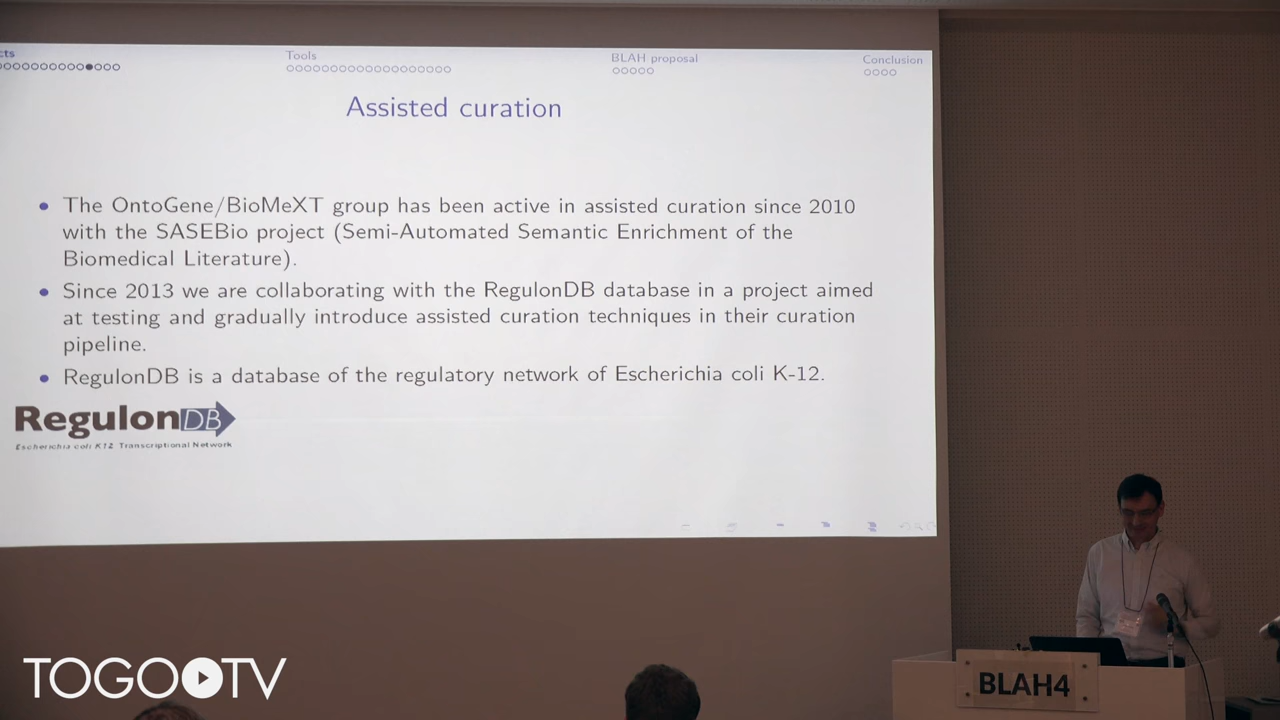 cts
Tools
BLAH proposal
Conclusion
Assisted curation
The OntoGene/BioMeXT group has been active in assisted curation since 2010
with the SASEBio project (Semi-Automated Semantic Enrichment of the
Biomedical Literature).
Since 2013 we are collaborating with the RegulonDB database in a project aimed
at testing and gradually introduce assisted curation techniques in their curation
pipeline.
RegulonDB is a database of the regulatory network of Escherichia coli K-12.
RegulonDB
Escherichia coli K12 Transcriptional Network
TOGOTV
BLAH4